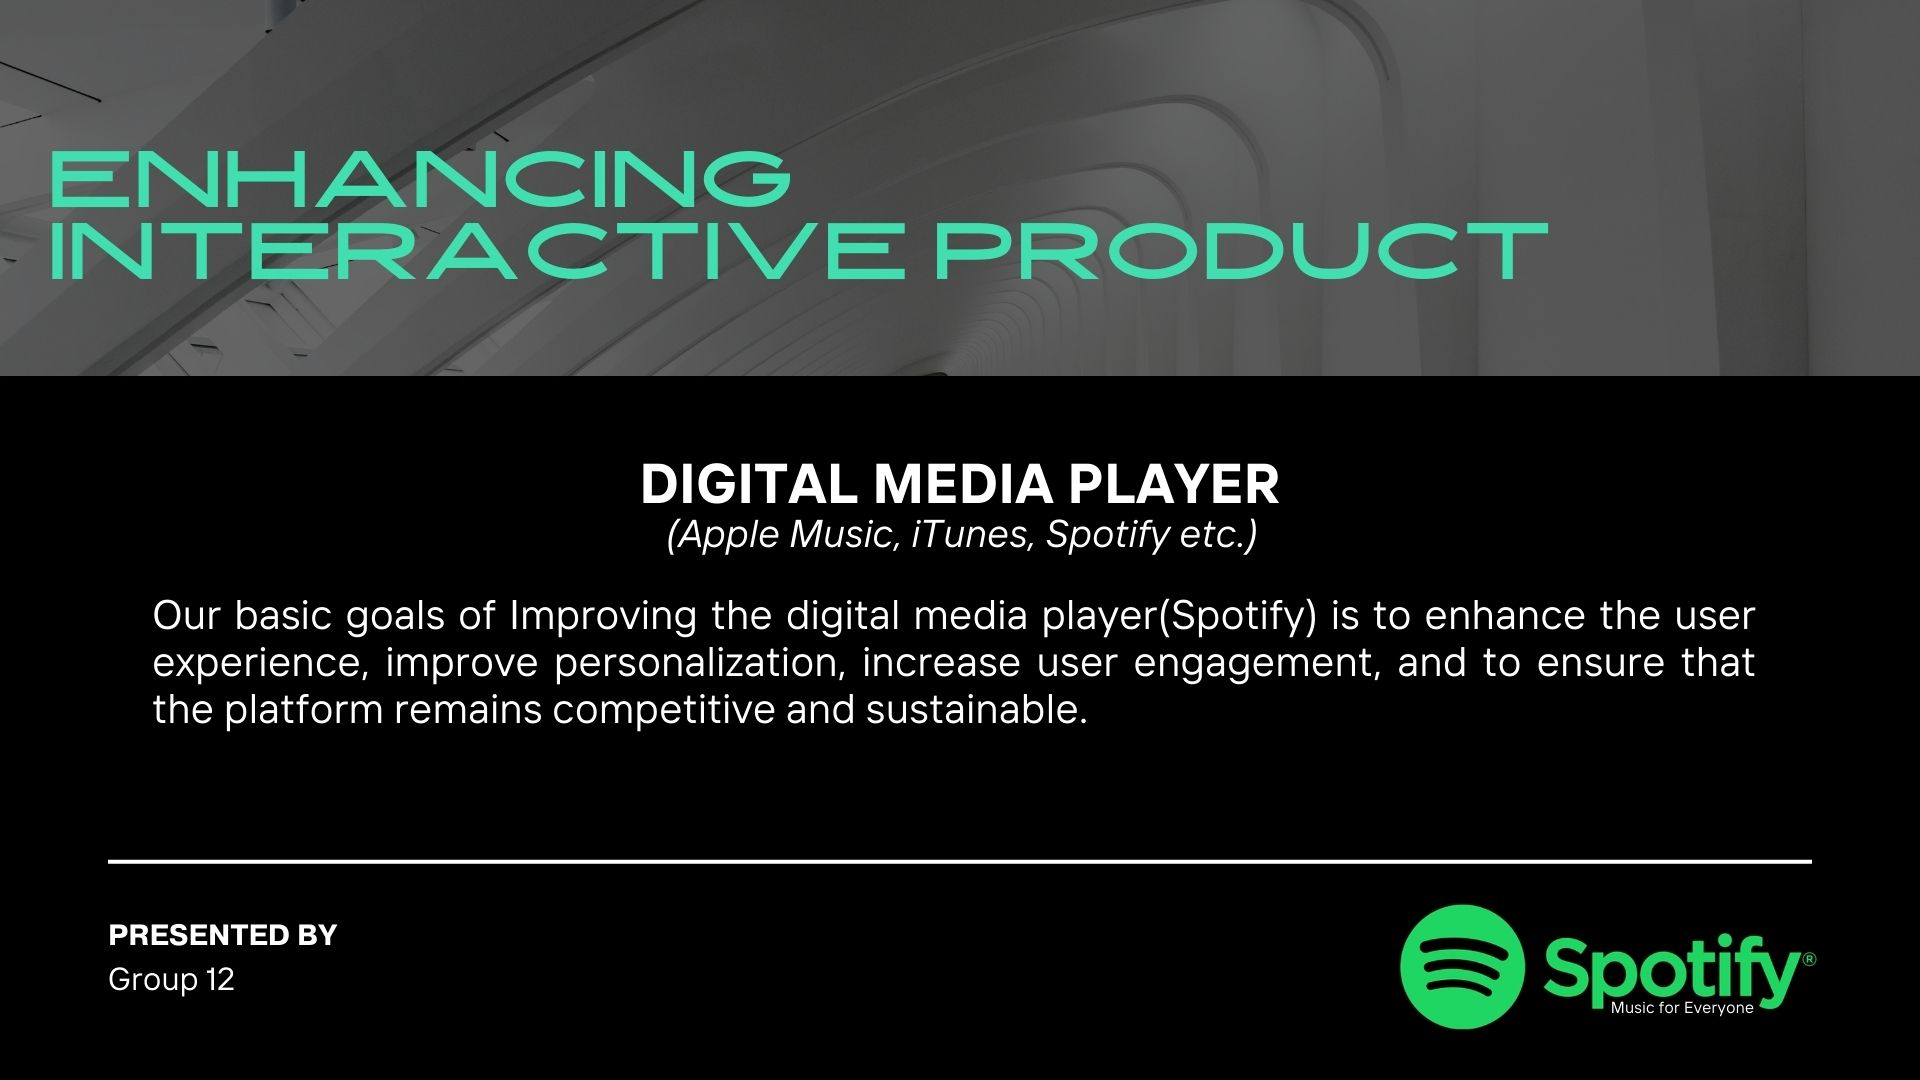 ENHANCING
INTERACTIVE PRODUCT
DIGITAL MEDIA PLAYER
(Apple Music, iTunes, Spotify etc.)
Our basic goals of Improving the digital media player(Spotify) is to enhance the user
experience, improve personalization, increase user engagement, and to ensure that
the platform remains competitive and sustainable.
PRESENTED BY
Group 12
Spotify®
Music for Everyone